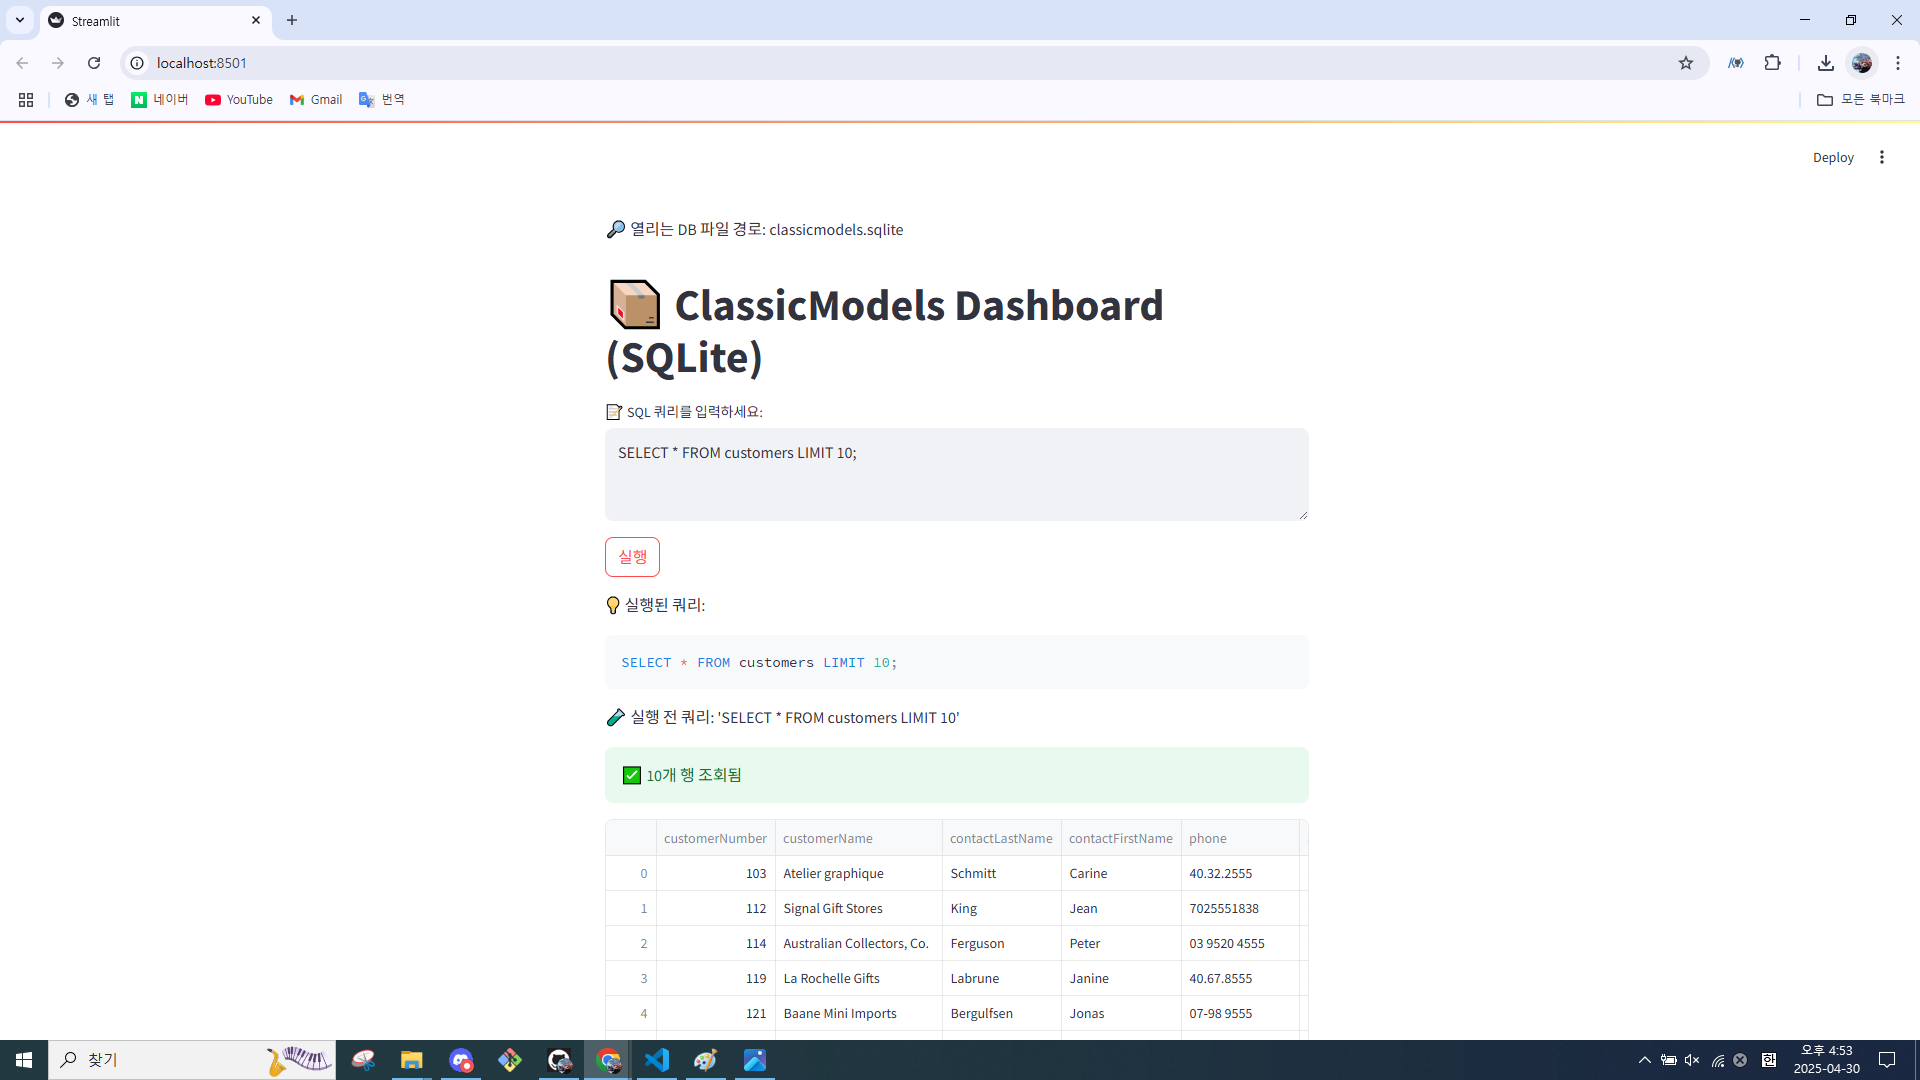 Streamlit
localhost:8501
새 탭
네이버
YouTube
Gmail
번역
모든 북마크
Deploy
열리는 DB 파일 경로: classicmodels.sqlite
ClassicModels Dashboard
(SQLite)
SQL 쿼리를 입력하세요:
SELECT * FROM customers LIMIT 10;
실행
실행된 쿼리:
SELECT * FROM customers LIMIT 10;
실행 전 쿼리: 'SELECT * FROM customers LIMIT 10'
10개 행 조회됨
customerNumber customerName contactLastName contactFirstName phone
0 103 Atelier graphique Schmitt Carine 40.32.2555
1 112 Signal Gift Stores King Jean 7025551838
2 114 Australian Collectors, Co. Ferguson Peter 03 9520 4555
3 119 La Rochelle Gifts Labrune Janine 40.67.8555
4 121 Baane Mini Imports Bergulfsen Jonas 07-98 9555
찾기
한
오후 4:53
2025-04-30